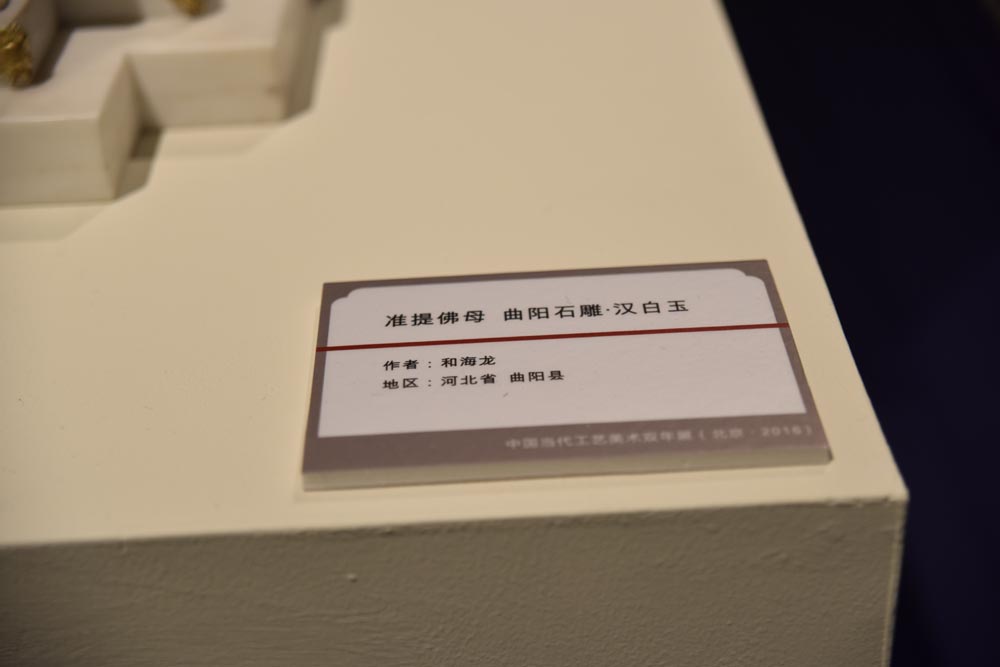 准提佛母 曲阳石雕·汉白玉
作者：和海龙
地区：河北省 曲阳县
中国当代工艺美术双年展（北京·2016）